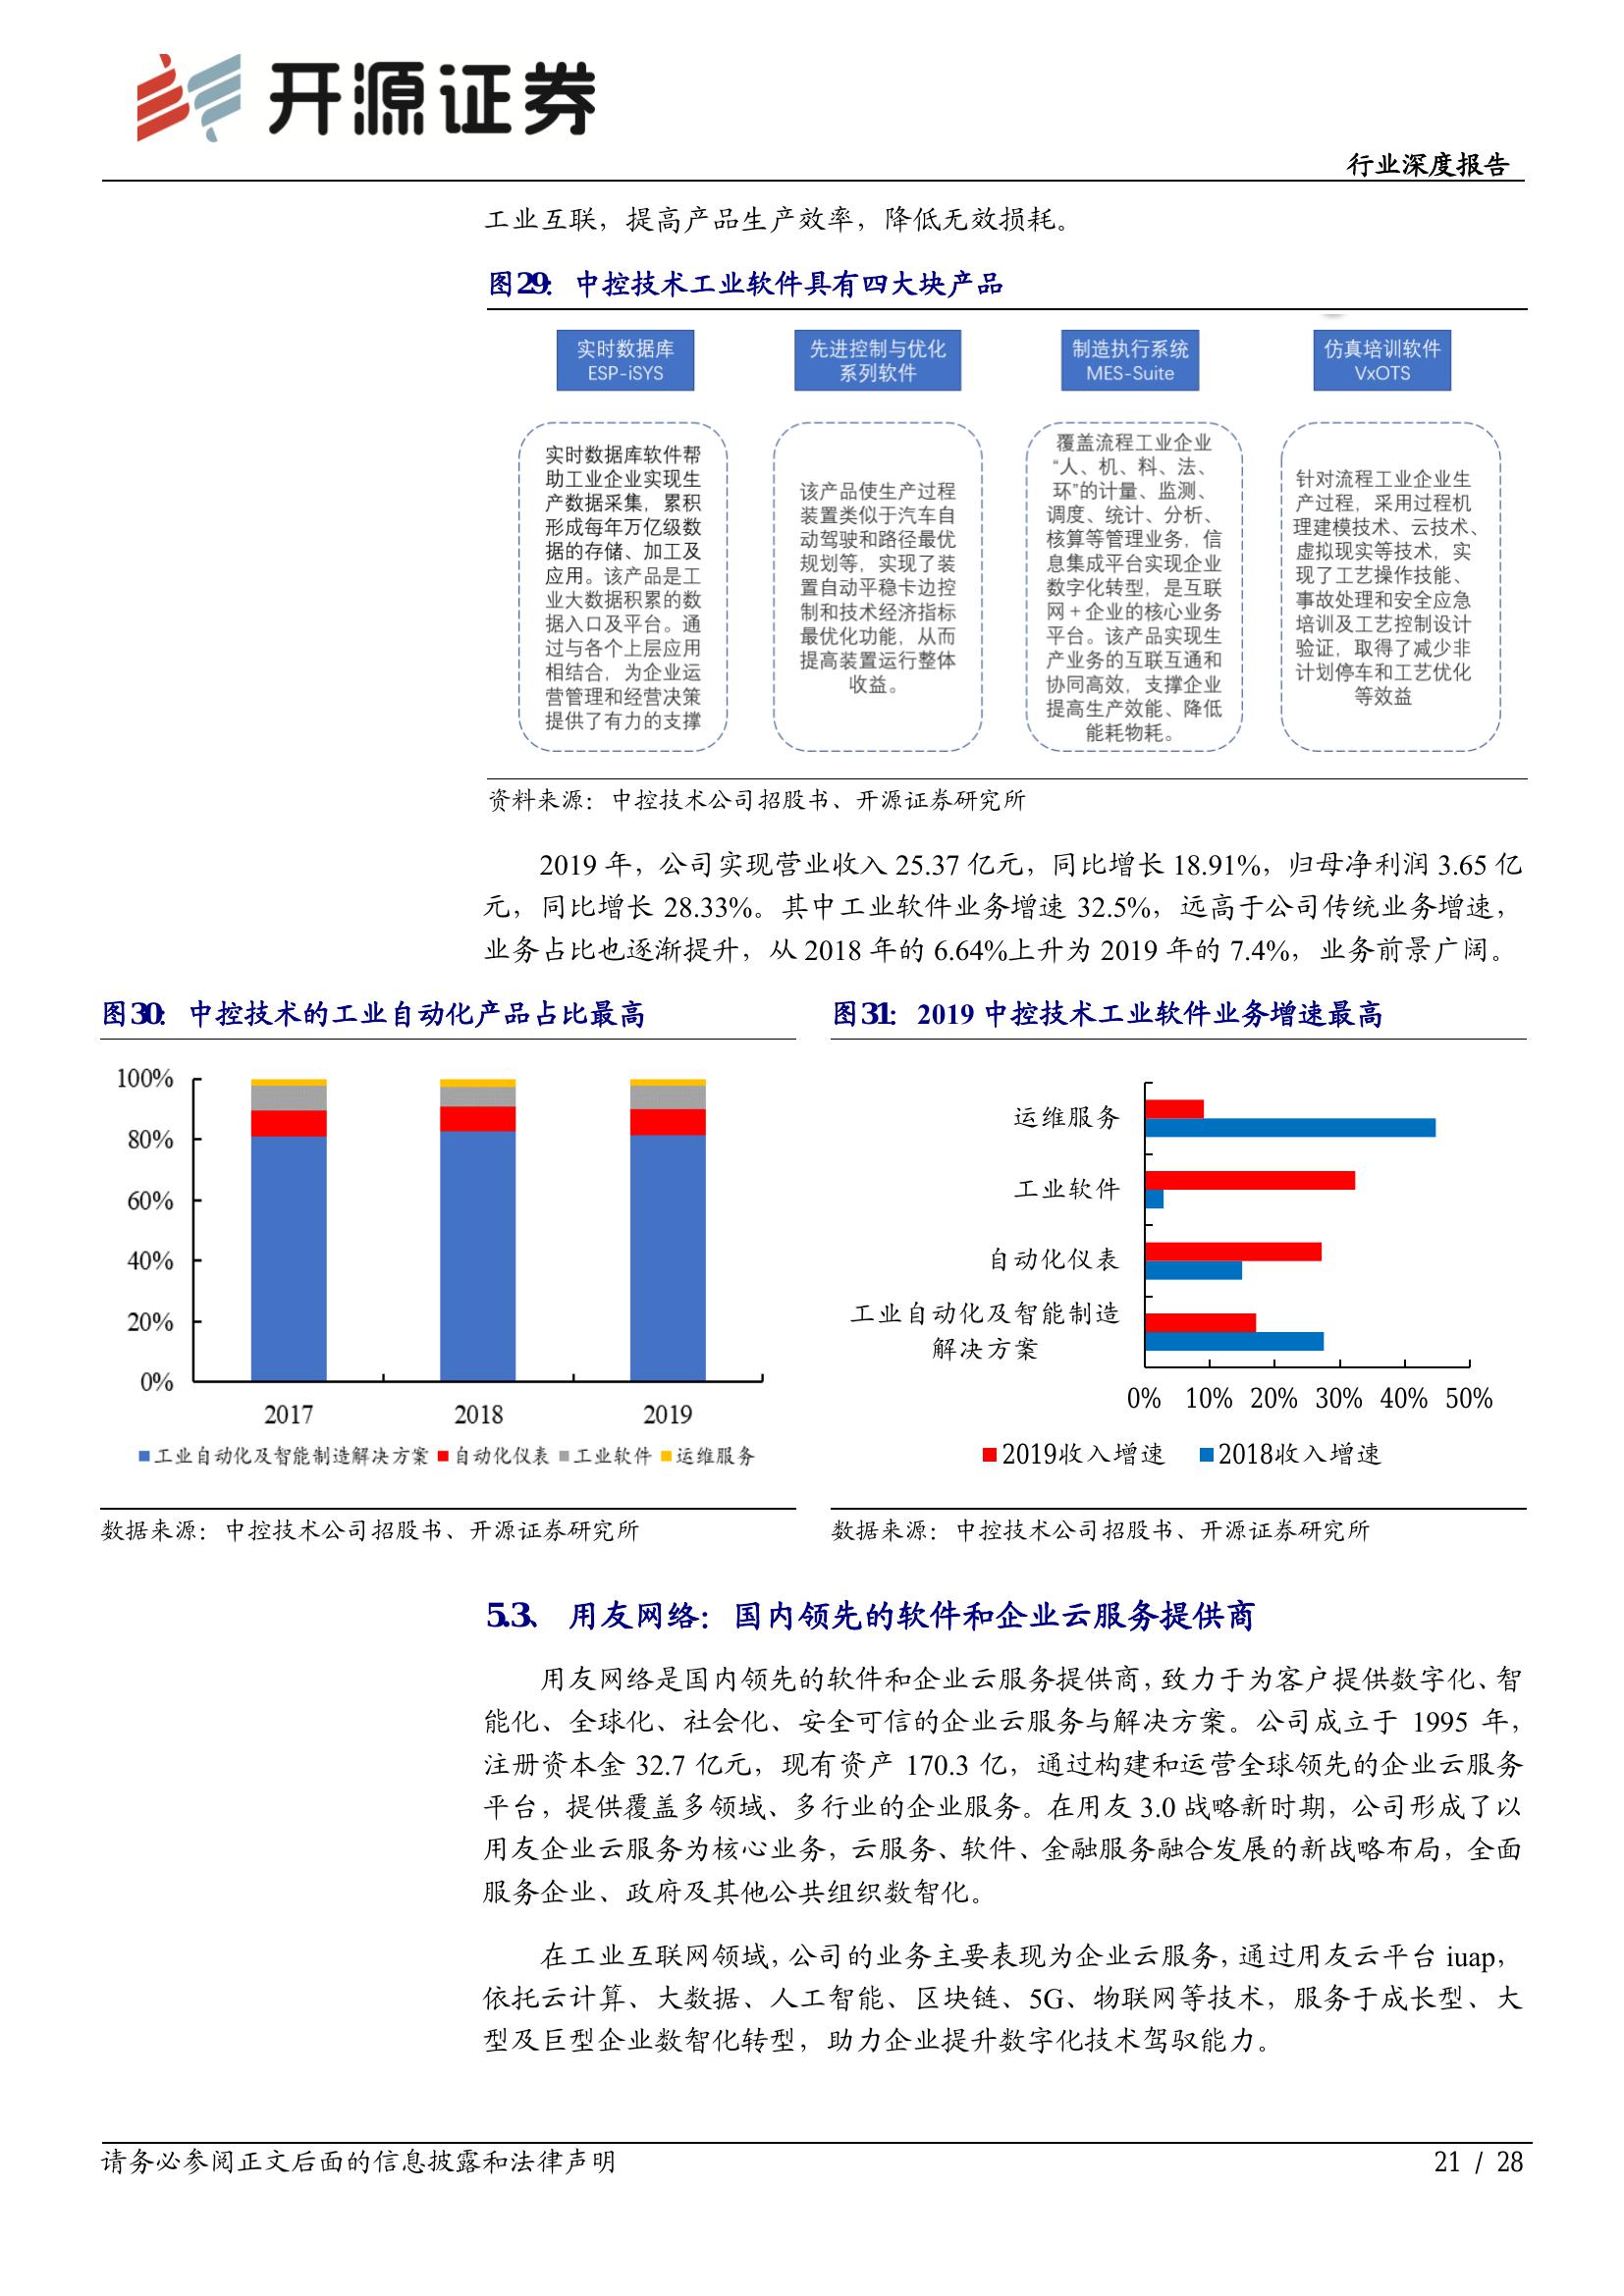 开源证券
行业深度报告
工业互联，提高产品生产效率，降低无效损耗。
图29： 中控技术工业软件具有四大块产品
实时数据库
ESP-iSYS
先进控制与优化
系列软件
制造执行系统
MES-Suite
仿真培训软件
VxOTS
实时数据库软件帮
助工业企业实现生
产数据采集，累积
形成每年万亿级数
据的存储、加工及
应用。该产品是工
业大数据积累的数
据入口及平台。通
过与各个上层应用
相结合，为企业运
营管理和经营决策
提供了有力的支撑
该产品使生产过程
装置类似于汽车自
动驾驶和路径最优
规划等，实现了装
置自动平稳卡边控
制和技术经济指标
最优化功能，从而
提高装置运行整体
收益。
覆盖流程工业企业
“人、机、料、法、
环”的计量、监测、
调度、统计、分析、
核算等管理业务，信
息集成平台实现企业
数字化转型，是互联
网＋企业的核心业务
平台。该产品实现生
产业务的互联互通和
协同高效，支撑企业
提高生产效能、降低
能耗物耗。
针对流程工业企业生
产过程，采用过程机
理建模技术、云技术、
虚拟现实等技术，实
现了工艺操作技能、
事故处理和安全应急
培训及工艺控制设计
验证，取得了减少非
计划停车和工艺优化
等效益
资料来源：中控技术公司招股书、开源证券研究所
2019 年，公司实现营业收入 25.37 亿元，同比增长 18.91%，归母净利润 3.65 亿
元，同比增长 28.33%。其中工业软件业务增速 32.5%，远高于公司传统业务增速，
业务占比也逐渐提升，从 2018 年的 6.64%上升为 2019 年的 7.4%，业务前景广阔。
图30： 中控技术的工业自动化产品占比最高
100%
80%
60%
40%
20%
0%
2017 2018 2019
工业自动化及智能制造解决方案 自动化仪表 工业软件 运维服务
数据来源：中控技术公司招股书、开源证券研究所
图31： 2019 中控技术工业软件业务增速最高
运维服务
工业软件
自动化仪表
工业自动化及智能制造
解决方案
0% 10% 20% 30% 40% 50%
2019收入增速 2018收入增速
数据来源：中控技术公司招股书、开源证券研究所
5.3、 用友网络：国内领先的软件和企业云服务提供商
用友网络是国内领先的软件和企业云服务提供商，致力于为客户提供数字化、智
能化、全球化、社会化、安全可信的企业云服务与解决方案。公司成立于 1995 年，
注册资本金 32.7 亿元，现有资产 170.3 亿，通过构建和运营全球领先的企业云服务
平台，提供覆盖多领域、多行业的企业服务。在用友 3.0 战略新时期，公司形成了以
用友企业云服务为核心业务，云服务、软件、金融服务融合发展的新战略布局，全面
服务企业、政府及其他公共组织数智化。
在工业互联网领域，公司的业务主要表现为企业云服务，通过用友云平台 iuap，
依托云计算、大数据、人工智能、区块链、5G、物联网等技术，服务于成长型、大
型及巨型企业数智化转型，助力企业提升数字化技术驾驭能力。
请务必参阅正文后面的信息披露和法律声明
21 / 28